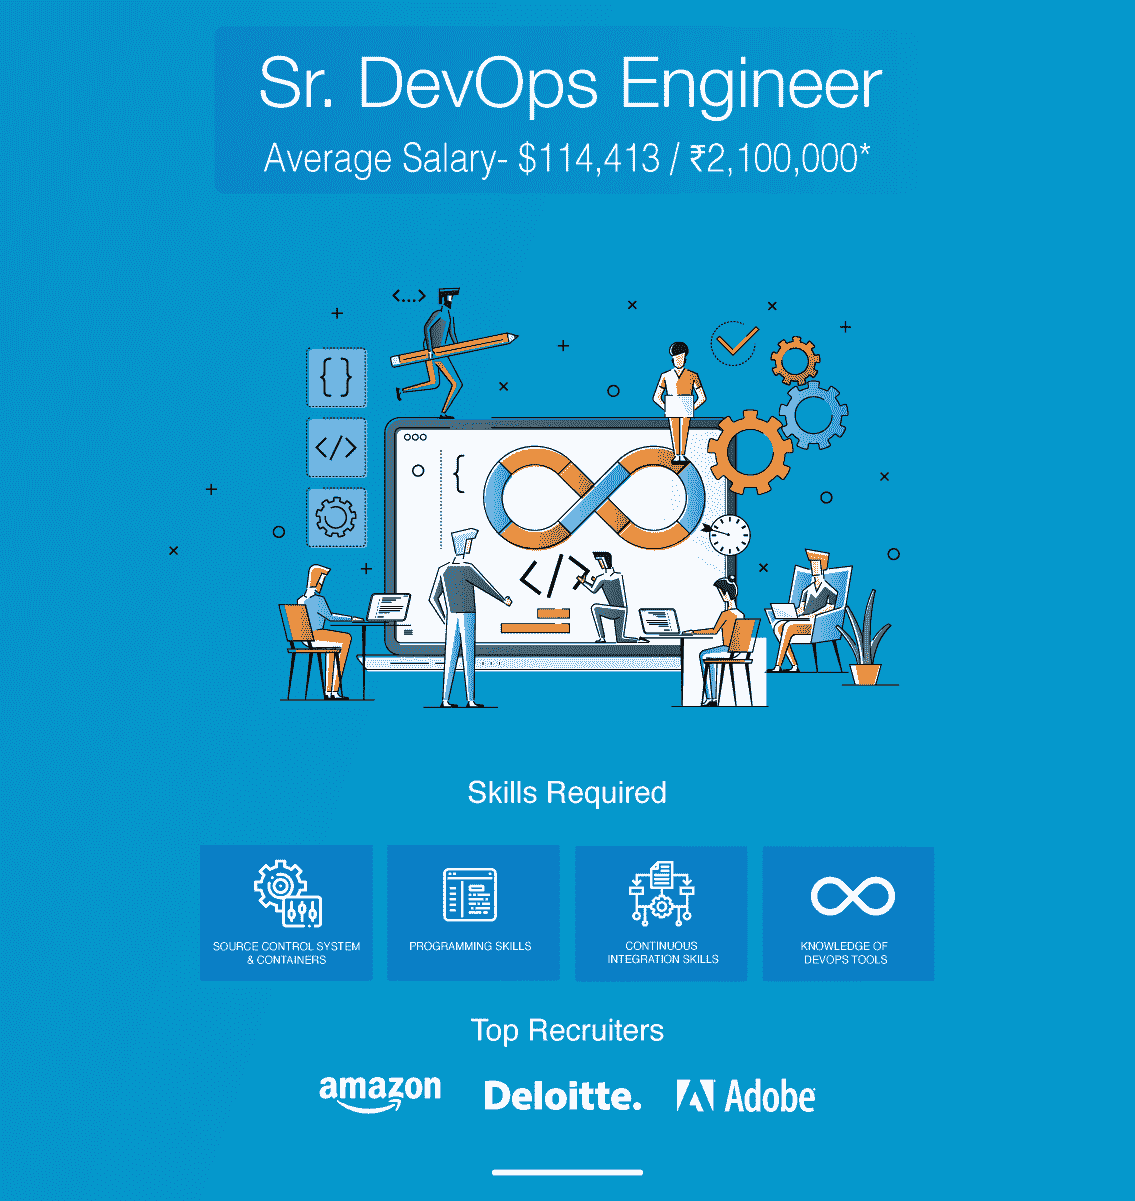 Sr. DevOps Engineer
Average Salary- $114,413 / ₹2,100,000*
<...>
{ }
</>
{
</>
Skills Required
SOURCE CONTROL SYSTEM
& CONTAINERS
PROGRAMMING SKILLS
CONTINUOUS
INTEGRATION SKILLS
KNOWLEDGE OF
DEVOPS TOOLS
Top Recruiters
amazon
Deloitte.
Adobe